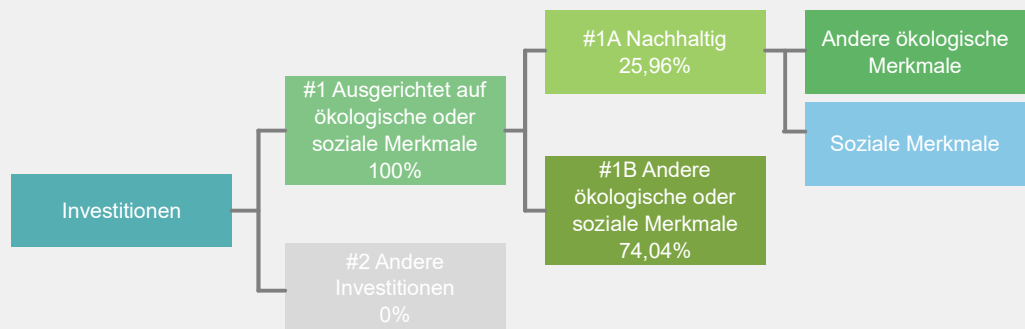 Investitionen
#1 Ausgerichtet auf
ökologische oder
soziale Merkmale
100%
#2 Andere
Investitionen
0%
#1A Nachhaltig
25,96%
#1B Andere
ökologische oder
soziale Merkmale
74,04%
Andere ökologische
Merkmale
Soziale Merkmale